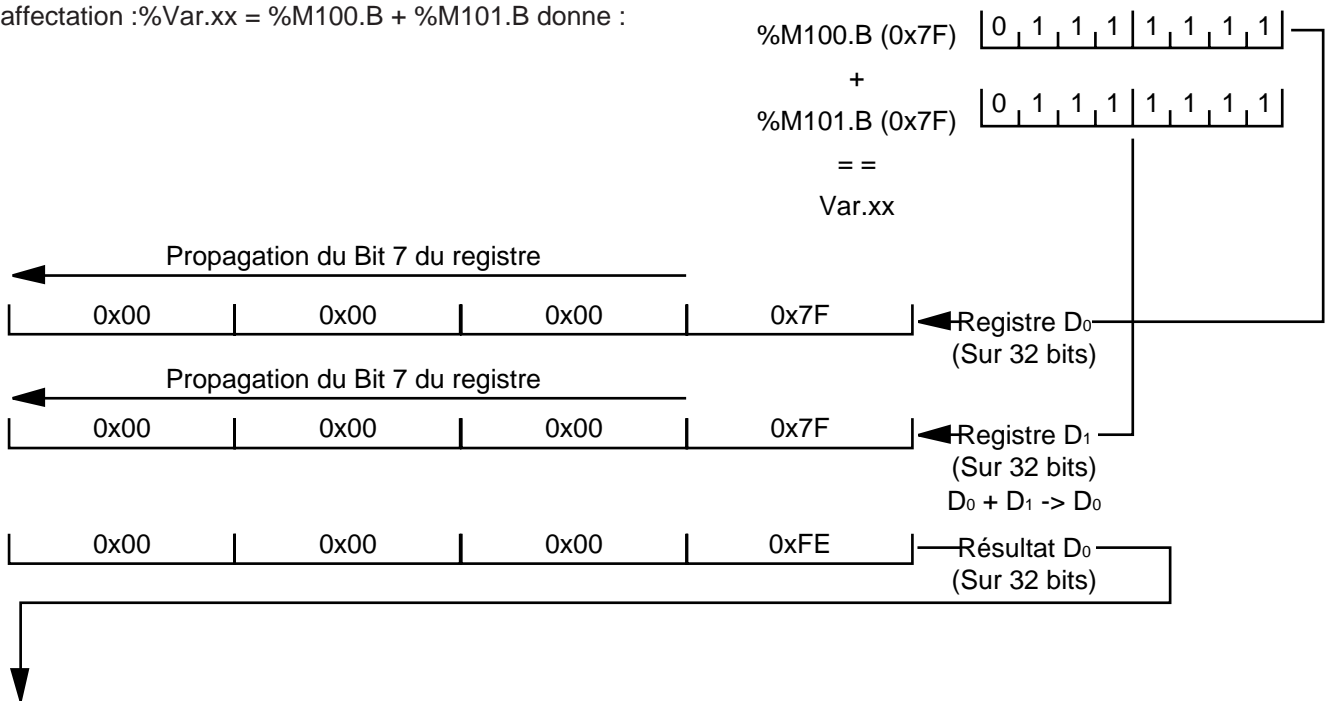 affectation :%Var.xx = %M100.B + %M101.B donne :
%M100.B (0x7F) 0 1 1 1 1 1 1 1
+
%M101.B (0x7F) 0 1 1 1 1 1 1 1
= =
Var.xx
Propagation du Bit 7 du registre
0x00 0x00 0x00 0x7F Registre D0
(Sur 32 bits)
Propagation du Bit 7 du registre
0x00 0x00 0x00 0x7F Registre D1
(Sur 32 bits)
D0 + D1 -> D0
0x00 0x00 0x00 0xFE Résultat D0
(Sur 32 bits)